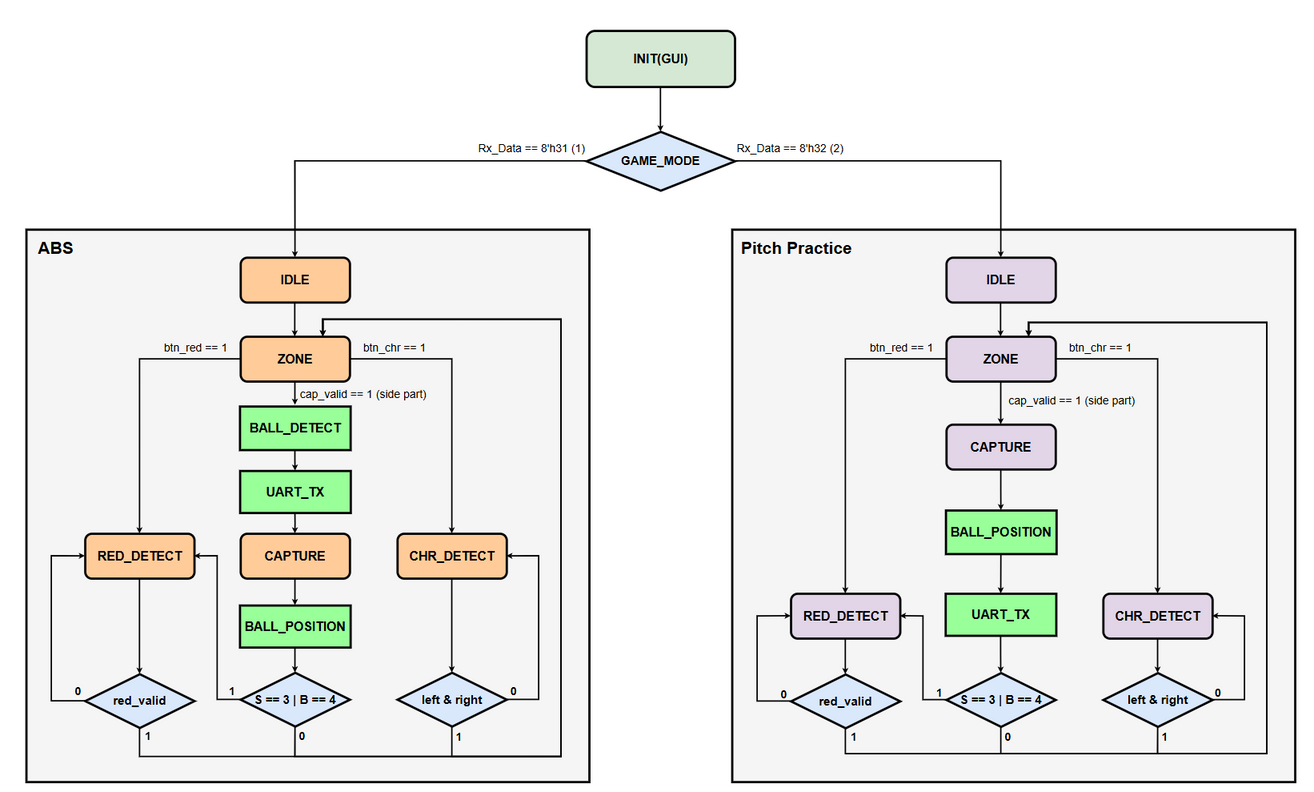 INIT(GUI)
Rx_Data == 8'h31 (1)
GAME_MODE
Rx_Data == 8'h32 (2)
ABS
IDLE
btn_red == 1
ZONE
btn_chr == 1
cap_valid == 1 (side part)
BALL_DETECT
UART_TX
RED_DETECT
CAPTURE
CHR_DETECT
BALL_POSITION
0
red_valid
1
1
S == 3 | B == 4
0
left & right
0
1
Pitch Practice
IDLE
btn_red == 1
ZONE
btn_chr == 1
cap_valid == 1 (side part)
CAPTURE
BALL_POSITION
RED_DETECT
UART_TX
CHR_DETECT
0
red_valid
1
1
S == 3 | B == 4
0
left & right
0
1